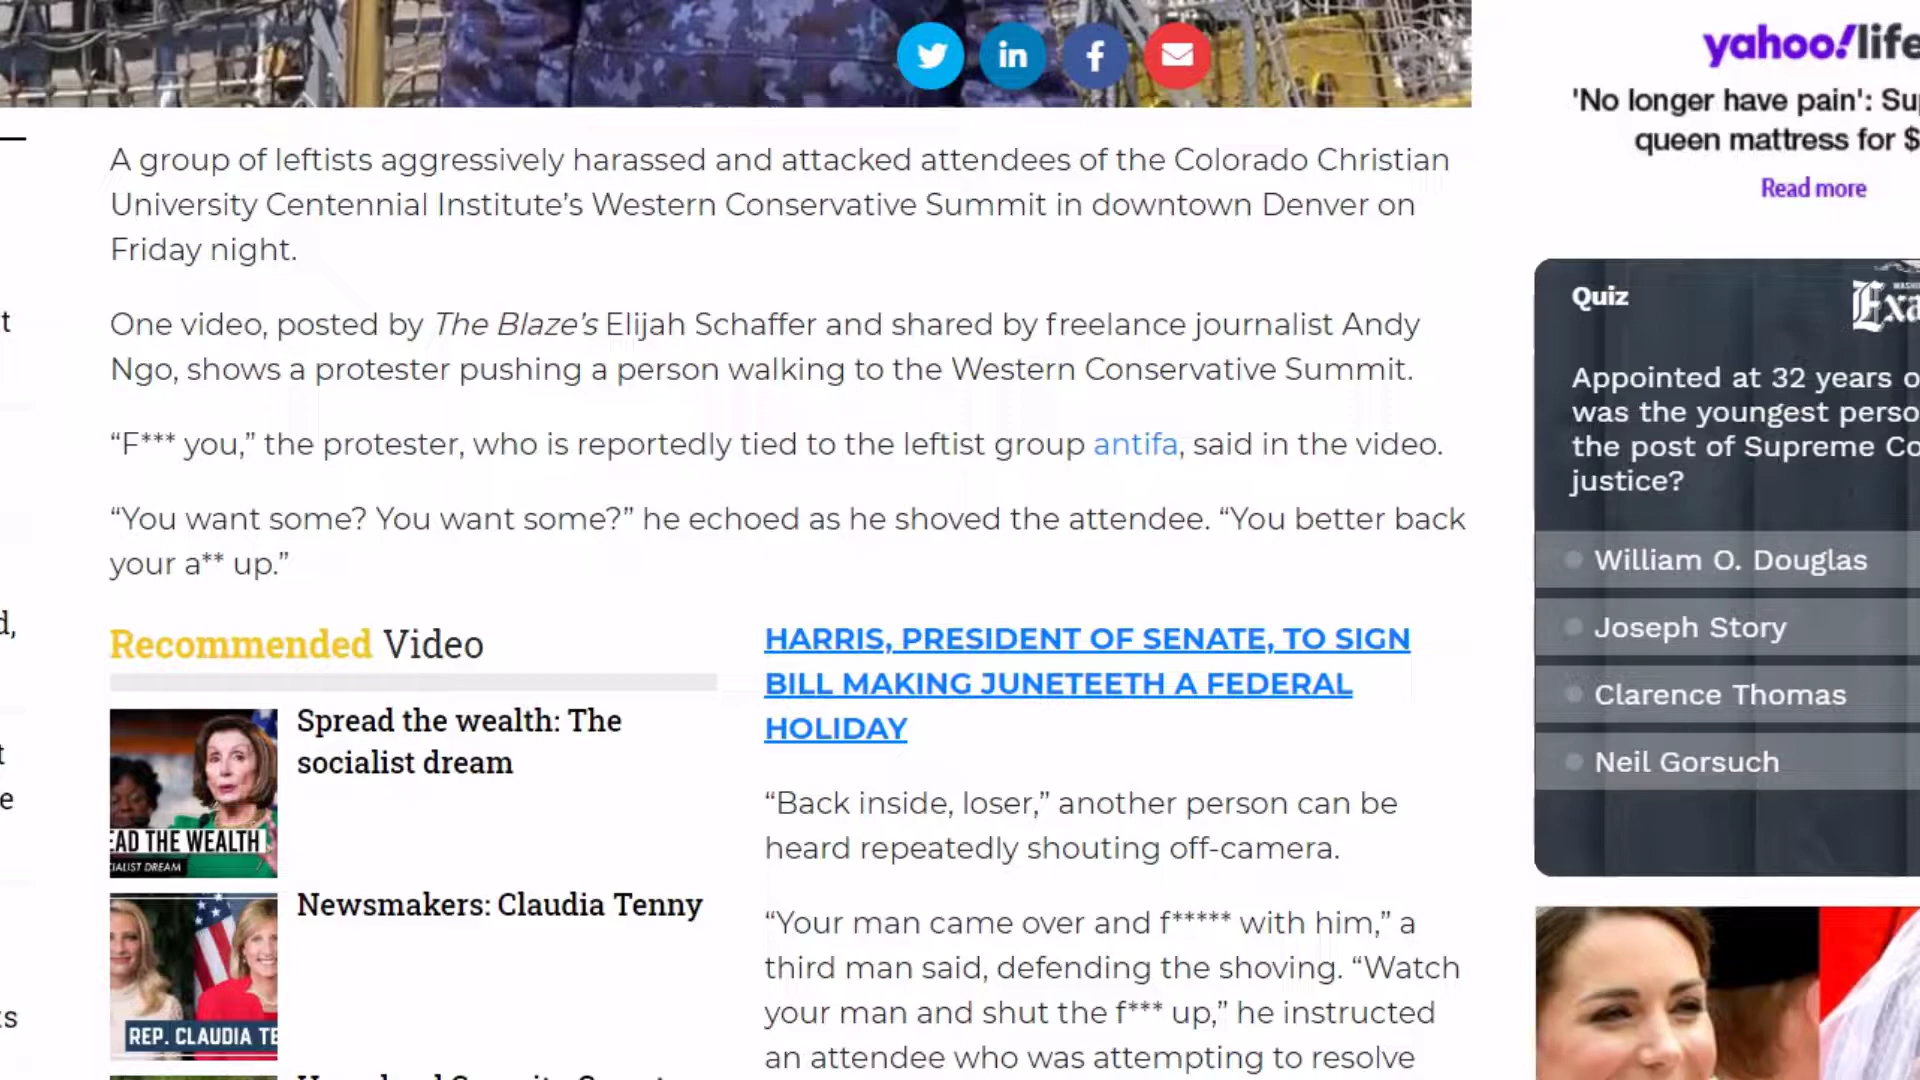 yahoo!life
'No longer have pain':
queen mattress for $
Read more
A group of leftists aggressively harassed and attacked attendees of the Colorado Christian
University Centennial Institute’s Western Conservative Summit in downtown Denver on
Friday night.
One video, posted by The Blaze’s Elijah Schaffer and shared by freelance journalist Andy
Ngo, shows a protester pushing a person walking to the Western Conservative Summit.
“F*** you,” the protester, who is reportedly tied to the leftist group antifa, said in the video.
“You want some? You want some?” he echoed as he shoved the attendee. “You better back
your a** up.”
Recommended Video
Spread the wealth: The
socialist dream
EAD THE WEALTH
IALIST DREAM
Newsmakers: Claudia Tenny
REP. CLAUDIA TE
HARRIS, PRESIDENT OF SENATE, TO SIGN
BILL MAKING JUNETEETH A FEDERAL
HOLIDAY
“Back inside, loser,” another person can be
heard repeatedly shouting off-camera.
“Your man came over and f***** with him,” a
third man said, defending the shoving. “Watch
your man and shut the f*** up,” he instructed
an attendee who was attempting to resolve
Quiz
Exa
Appointed at 32 years o
was the youngest perso
the post of Supreme Co
justice?
William O. Douglas
Joseph Story
Clarence Thomas
Neil Gorsuch